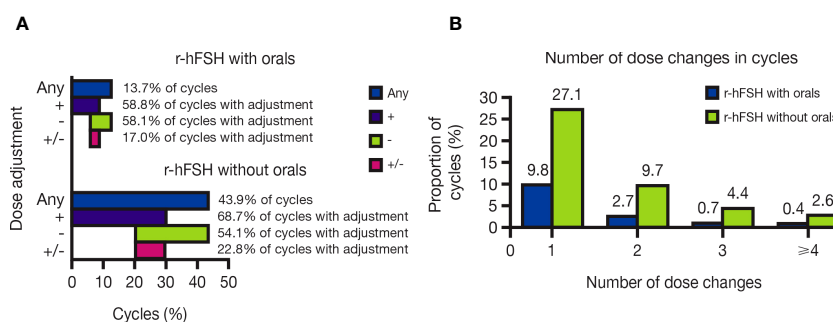 A
r-hFSH with orals
Any
13.7% of cycles
+
58.8% of cycles with adjustment
-
58.1% of cycles with adjustment
+/-
17.0% of cycles with adjustment
r-hFSH without orals
Any
43.9% of cycles
+
68.7% of cycles with adjustment
-
54.1% of cycles with adjustment
+/-
22.8% of cycles with adjustment
Dose adjustment
0 10 20 30 40 50
Cycles (%)
Any
+
-
+/-
B
Number of dose changes in cycles
r-hFSH with orals
r-hFSH without orals
Proportion of
cycles (%)
30
25
20
15
10
5
0
9.8 27.1
2.7 9.7
0.7 4.4
0.4 2.6
0 1 2 3 ⩾4
Number of dose changes